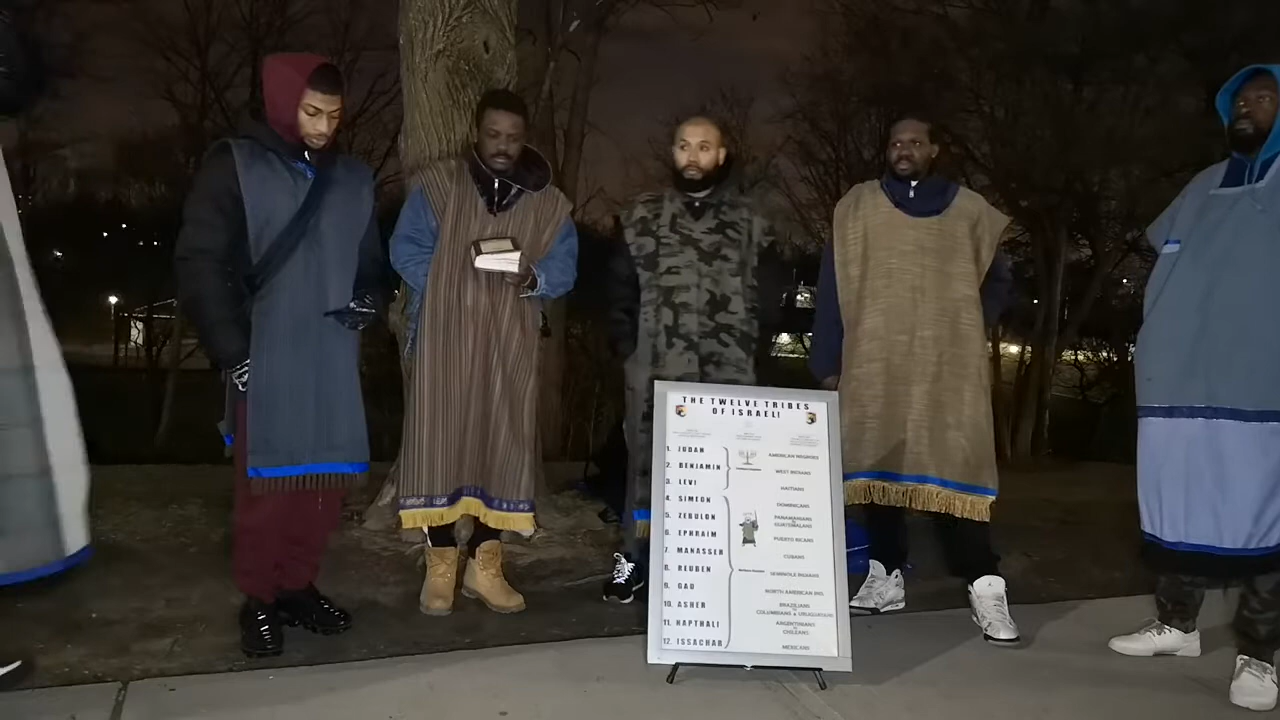 THE TWELVE TRIBES
OF ISRAEL!
1. JUDAH AMERICAN NEGROES
2. BENJAMIN WEST INDIANS
3. LEVI HAITIANS
4. SIMEON DOMINICANS
5. ZEBULON PANAMANIANS
GUATEMALANS
6. EPHRAIM PUERTO RICANS
7. MANASSEH CUBANS
8. REUBEN SEMINOLE INDIANS
9. GAD NORTH AMERICAN INDS.
10. ASHER BRAZILIANS
COLUMBIANS & URUGUAYANS
11. NAPTHALI ARGENTINIANS
CHILEANS
12. ISSACHAR MEXICANS